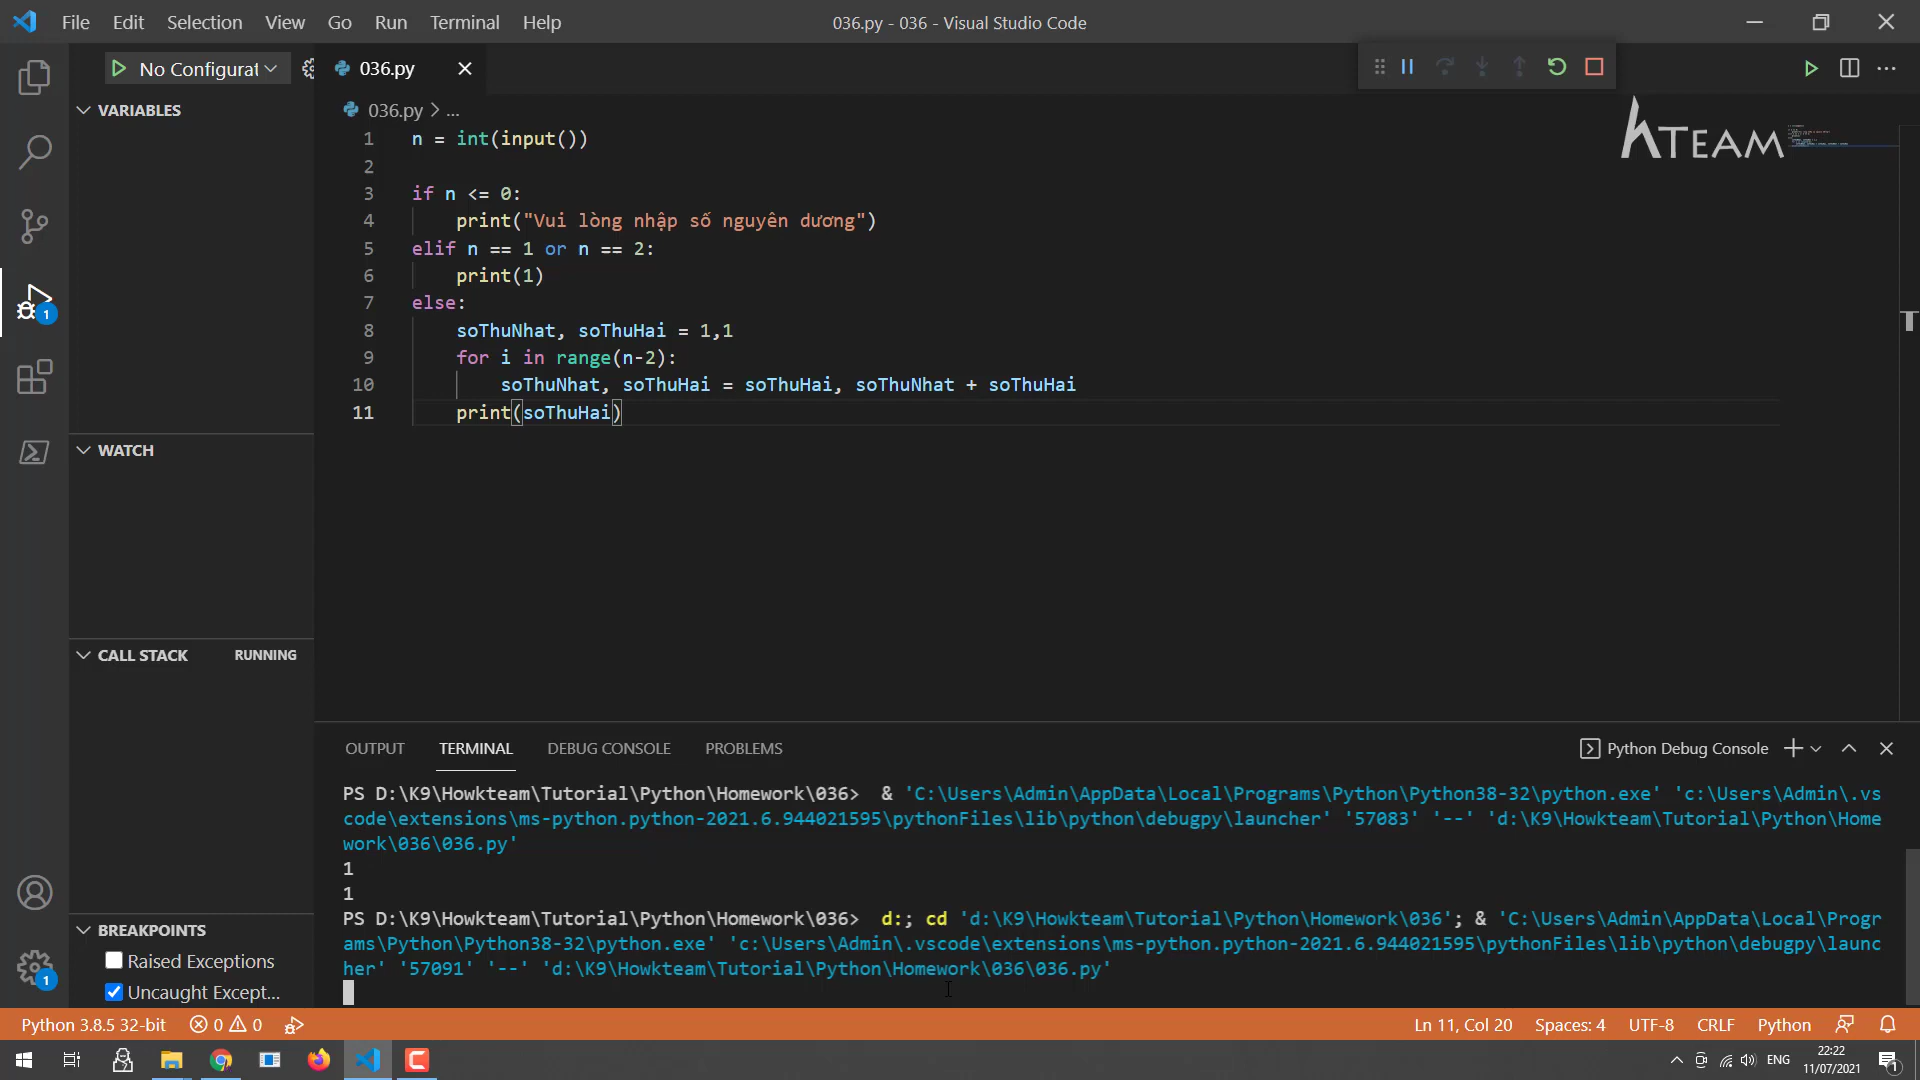 File Edit Selection View Go Run Terminal Help
036.py - 036 - Visual Studio Code
No Configurat
036.py
VARIABLES
036.py > ...
HTEAM
1 n = int(input())
2
3 if n <= 0:
4 print("Vui lòng nhập số nguyên dương")
5 elif n == 1 or n == 2:
6 print(1)
7 else:
8 soThuNhat, soThuHai = 1,1
9 for i in range(n-2):
10 soThuNhat, soThuHai = soThuHai, soThuNhat + soThuHai
11 print(soThuHai)
WATCH
CALL STACK RUNNING
BREAKPOINTS
Raised Exceptions
Uncaught Except...
1
1
OUTPUT TERMINAL DEBUG CONSOLE PROBLEMS
Python Debug Console
PS D:\K9\Howkteam\Tutorial\Python\Homework\036> & 'C:\Users\Admin\AppData\Local\Programs\Python\Python38-32\python.exe' 'c:\Users\Admin\.vs
code\extensions\ms-python.python-2021.6.944021595\pythonFiles\lib\python\debugpy\launcher' '57083' '--' 'd:\K9\Howkteam\Tutorial\Python\Home
work\036\036.py'
1
1
PS D:\K9\Howkteam\Tutorial\Python\Homework\036> d:; cd 'd:\K9\Howkteam\Tutorial\Python\Homework\036'; & 'C:\Users\Admin\AppData\Local\Progr
ams\Python\Python38-32\python.exe' 'c:\Users\Admin\.vscode\extensions\ms-python.python-2021.6.944021595\pythonFiles\lib\python\debugpy\launc
her' '57091' '--' 'd:\K9\Howkteam\Tutorial\Python\Homework\036\036.py'
Python 3.8.5 32-bit 0 0
Ln 11, Col 20 Spaces: 4 UTF-8 CRLF Python
ENG
22:22
11/07/2021
1